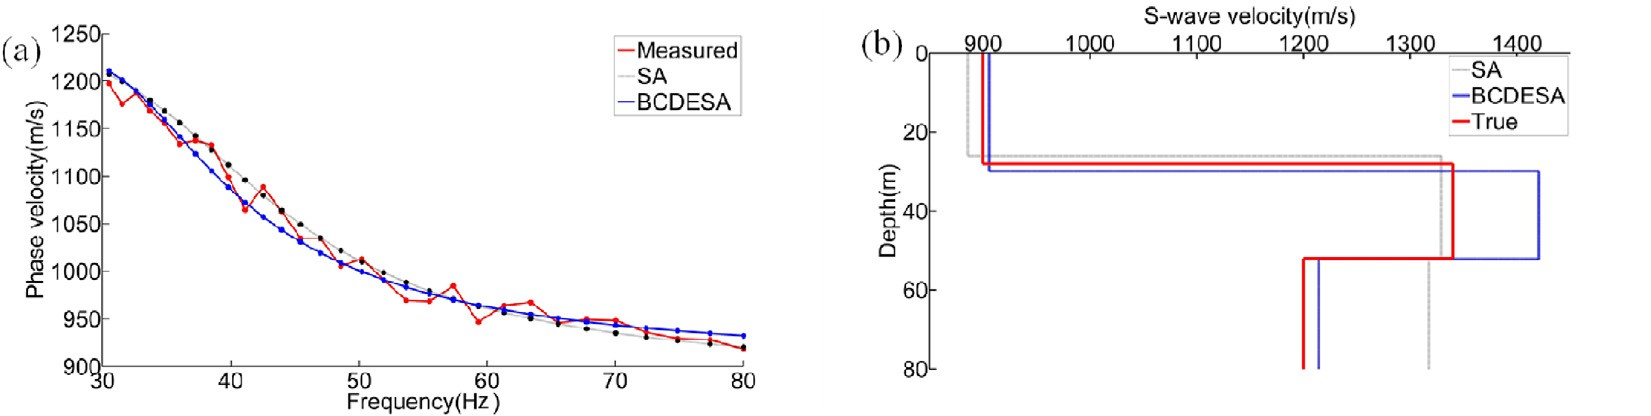 (a)
Phase velocity(m/s)
1250
1200
1150
1100
1050
1000
950
900
30
40
50
60
70
80
Frequency(Hz)
Measured
SA
BCDESA
(b)
S-wave velocity(m/s)
900
1000
1100
1200
1300
1400
Depth(m)
0
20
40
60
80
SA
BCDESA
True